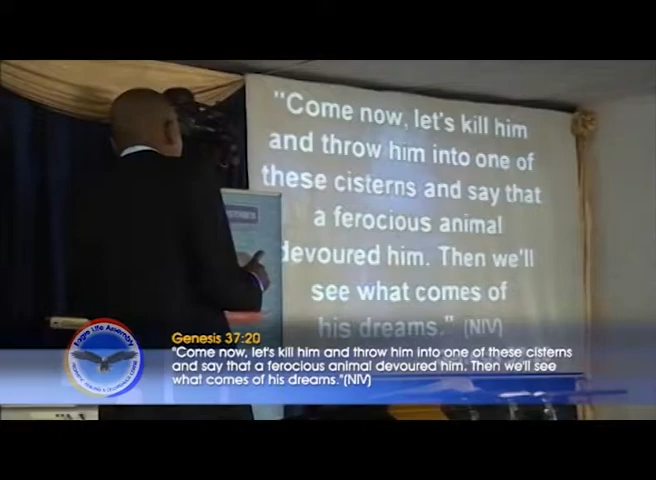 "Come now, let's kill him
and throw him into one of
these cisterns and say that
a ferocious animal
devoured him. Then we'll
see what comes of
his dreams." (NIV)
Eagle Life Assembly
Genesis 37:20
"Come now, let's kill him and throw him into one of these cisterns
and say that a ferocious animal devoured him. Then we'll see
what comes of his dreams."(NIV)